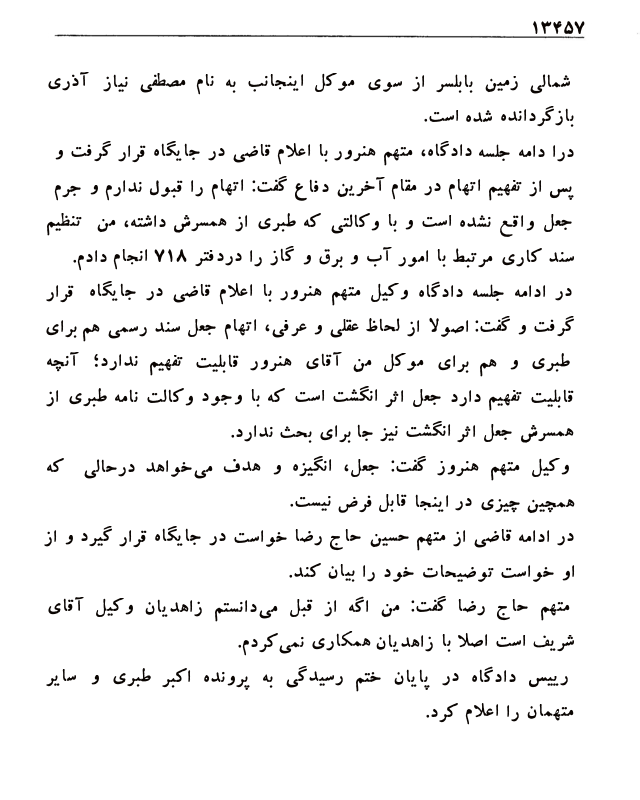 ۱۳۴۵۷
شمالی زمین بابلسر از سوی موکل اینجانب به نام مصطفی نیاز آذری
بازگردانده شده است.
درا دامه جلسه دادگاه، متهم هنرور با اعلام قاضی در جایگاه قرار گرفت و
پس از تفهیم اتهام در مقام آخرین دفاع گفت: اتهام را قبول ندارم و جرم
جعل واقع نشده است و با وکالتی که طبری از همسرش داشته، من تنظیم
سند کاری مرتبط با امور آب و برق و گاز را دردفتر ۷۱۸ انجام دادم.
در ادامه جلسه دادگاه وکیل متهم هنرور با اعلام قاضی در جایگاه قرار
گرفت و گفت: اصولا از لحاظ عقلی و عرفی، اتهام جعل سند رسمی هم برای
طبری و هم برای موکل من آقای هنرور قابلیت تفهیم ندارد؛ آنچه
قابلیت تفهیم دارد جعل اثر انگشت است که با وجود وکالت نامه طبری از
همسرش جعل اثر انگشت نیز جا برای بحث ندارد.
وکیل متهم هنروز گفت: جعل، انگیزه و هدف می‌خواهد درحالی که
همچین چیزی در اینجا قابل فرض نیست.
در ادامه قاضی از متهم حسین حاج رضا خواست در جایگاه قرار گیرد و از
او خواست توضیحات خود را بیان کند.
متهم حاج رضا گفت: من اگه از قبل می‌دانستم زاهدیان وکیل آقای
شریف است اصلا با زاهدیان همکاری نمی‌کردم.
رییس دادگاه در پایان ختم رسیدگی به پرونده اکبر طبری و سایر
متهمان را اعلام کرد.